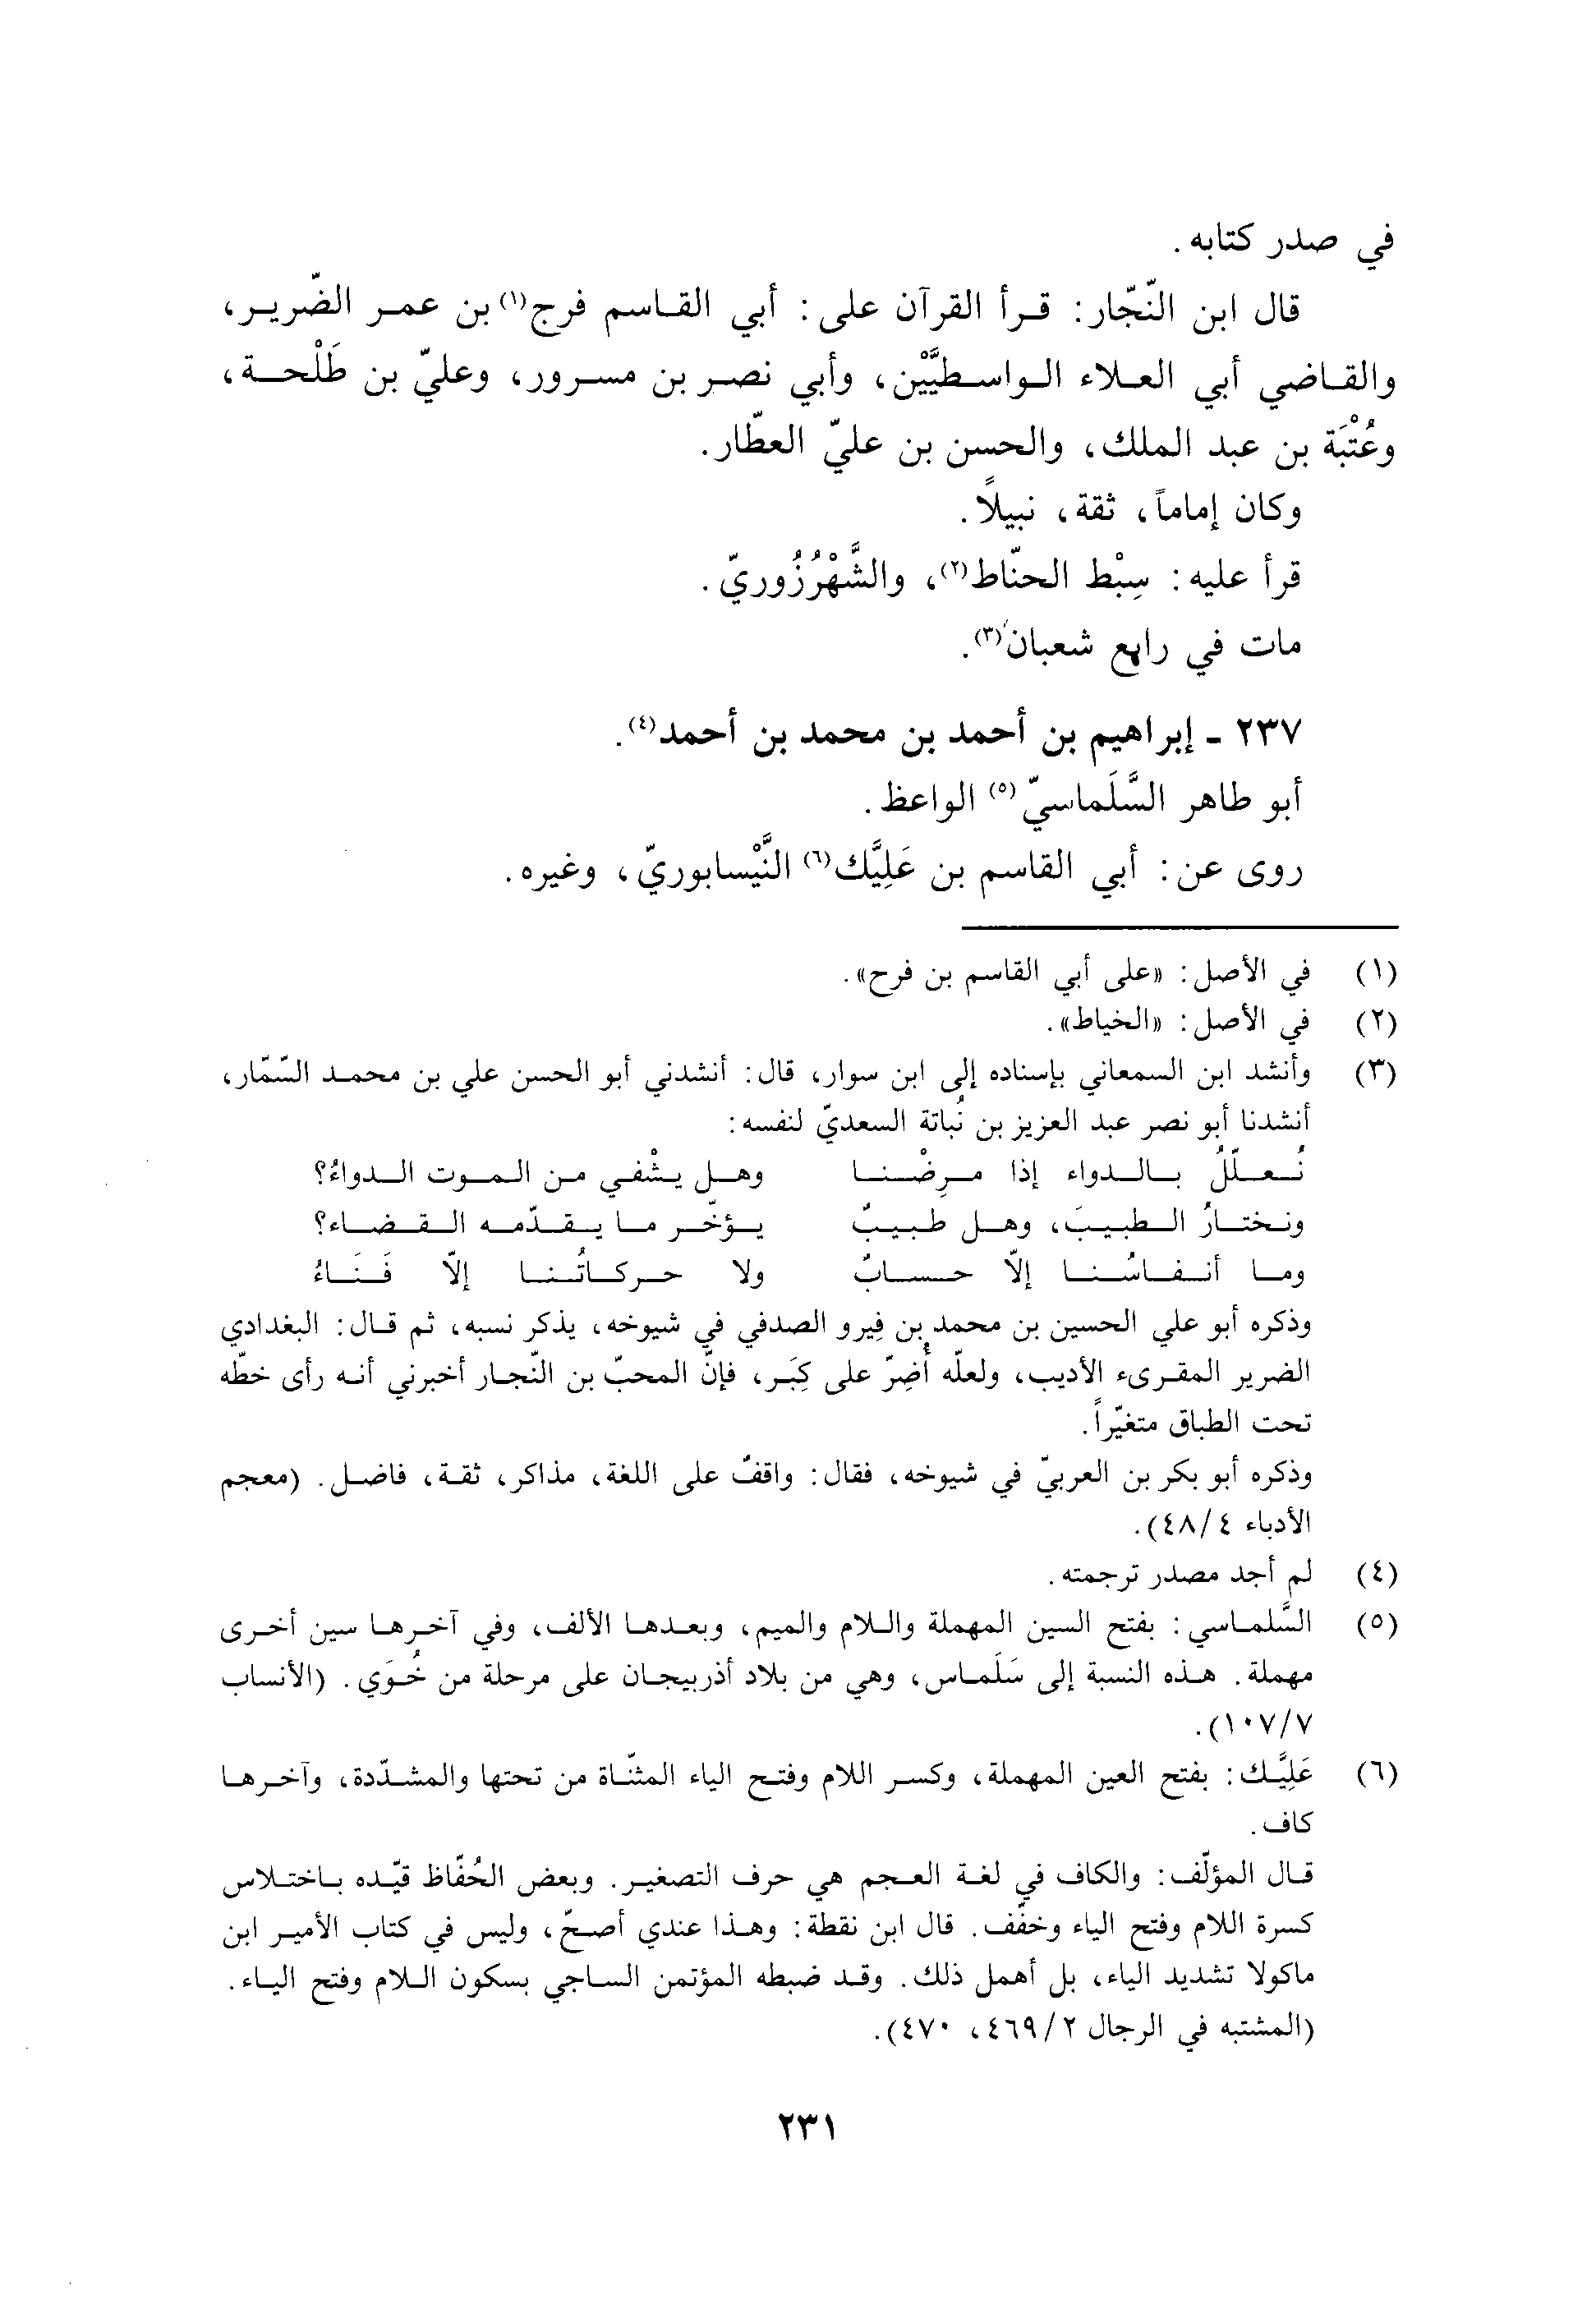 في صدر كتابه.
قال ابن النّجّار: قرأ القرآن على: أبي القاسم فرج(١) بن عمر الضّرير،
والقاضي أبي العلاء الواسطيَّيْن، وأبي نصر بن مسرور، وعليّ بن طَلْحة،
وعُتْبَة بن عبد الملك، والحسن بن عليّ العطّار.
وكان إماماً، ثقة، نبيلاً.
قرأ عليه: سِبْط الحنّاط(٢)، والشَّهْرُزُوريّ.
مات في رابع شعبان(٣).
٢٣٧ ـ إبراهيم بن أحمد بن محمد بن أحمد(٤).
أبو طاهر السَّلَماسيّ(٥) الواعظ.
روى عن: أبي القاسم بن عَلِيَّك(٦) النَّيْسابوريّ، وغيره.
(١) في الأصل: «على أبي القاسم بن فرح».
(٢) في الأصل: «الخياط».
(٣) وأنشد ابن السمعاني بإسناده إلى ابن سوار، قال: أنشدني أبو الحسن علي بن محمد السّمّار،
أنشدنا أبو نصر عبد العزيز بن نُباتة السعديّ لنفسه:
نُعلّلُ بالدواء إذا مرِضْنا وهل يشْفي من الموت الدواءُ؟
ونختارُ الطبيبَ، وهل طبيبٌ يؤخّر ما يقدّمه القضاء؟
وما أنفاسُنا إلاّ حسابٌ ولا حركاتُنا إلاّ فَنَاءُ
وذكره أبو علي الحسين بن محمد بن فِيرو الصدفي في شيوخه، يذكر نسبه، ثم قال: البغدادي
الضرير المقرىء الأديب، ولعلّه أُضِرّ على كِبَر، فإنّ المحبّ بن النّجار أخبرني أنه رأى خطّه
تحت الطباق متغيّراً.
وذكره أبو بكر بن العربيّ في شيوخه، فقال: واقفٌ على اللغة، مذاكر، ثقة، فاضل. (معجم
الأدباء ٤/ ٤٨).
(٤) لم أجد مصدر ترجمته.
(٥) السَّلماسي: بفتح السين المهملة واللام والميم، وبعدها الألف، وفي آخرها سين أخرى
مهملة. هذه النسبة إلى سَلَماس، وهي من بلاد أذربيجان على مرحلة من خُوَي. (الأنساب
٧/ ١٠٧).
(٦) عَلِيَّك: بفتح العين المهملة، وكسر اللام وفتح الياء المثنّاة من تحتها والمشدّدة، وآخرها
كاف.
قال المؤلّف: والكاف في لغة العجم هي حرف التصغير. وبعض الحُفّاظ قيّده باختلاس
كسرة اللام وفتح الياء وخفّف. قال ابن نقطة: وهذا عندي أصحّ، وليس في كتاب الأمير ابن
ماكولا تشديد الياء، بل أهمل ذلك. وقد ضبطه المؤتمن الساجي بسكون اللام وفتح الياء.
(المشتبه في الرجال ٢/ ٤٦٩، ٤٧٠).
٢٣١